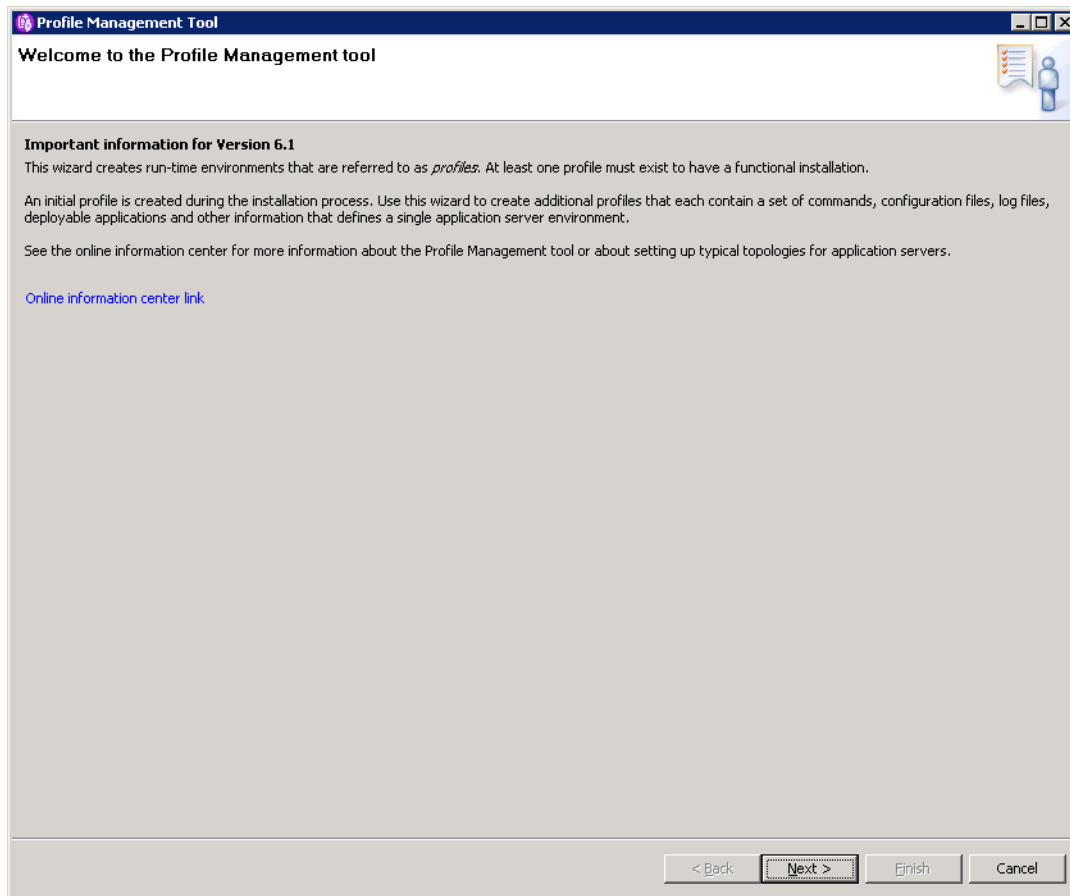 Profile Management Tool
Welcome to the Profile Management tool
Important information for Version 6.1
This wizard creates run-time environments that are referred to as profiles. At least one profile must exist to have a functional installation.
An initial profile is created during the installation process. Use this wizard to create additional profiles that each contain a set of commands, configuration files, log files,
deployable applications and other information that defines a single application server environment.
See the online information center for more information about the Profile Management tool or about setting up typical topologies for application servers.
Online information center link
< Back Next > Finish Cancel